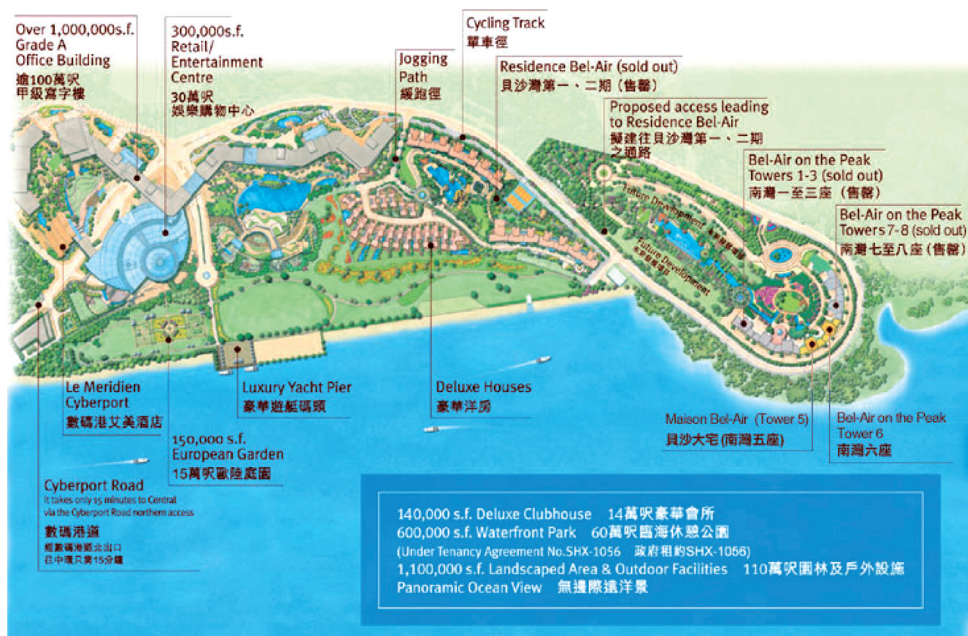 Over 1,000,000s.f.
Grade A
Office Building
逾100萬呎
甲級寫字樓
300,000s.f.
Retail/
Entertainment
Centre
30萬呎
娛樂購物中心
Jogging
Path
緩跑徑
Cycling Track
單車徑
Residence Bel-Air (sold out)
貝沙灣第一、二期（售罄）
Proposed access leading
to Residence Bel-Air
擬建往貝沙灣第一、二期
之通路
Bel-Air on the Peak
Towers 1-3 (sold out)
南灣一至三座（售罄）
Bel-Air on the Peak
Towers 7-8 (sold out)
南灣七至八座（售罄）
Future Development
Future Development
Le Meridien
Cyberport
數碼港艾美酒店
150,000 s.f.
European Garden
15萬呎歐陸庭園
Luxury Yacht Pier
豪華遊艇碼頭
Deluxe Houses
豪華洋房
Maison Bel-Air (Tower 5)
貝沙大宅(南灣五座)
Bel-Air on the Peak
Tower 6
南灣六座
Cyberport Road
It takes only 15 minutes to Central
via the Cyberport Road northern access
數碼港道
經數碼港道北出口
往中環只需15分鐘
140,000 s.f. Deluxe Clubhouse 14萬呎豪華會所
600,000 s.f. Waterfront Park 60萬呎臨海休憩公園
(Under Tenancy Agreement No.SHX-1056 政府租約SHX-1056)
1,100,000 s.f. Landscaped Area & Outdoor Facilities 110萬呎園林及戶外設施
Panoramic Ocean View 無邊際遠洋景